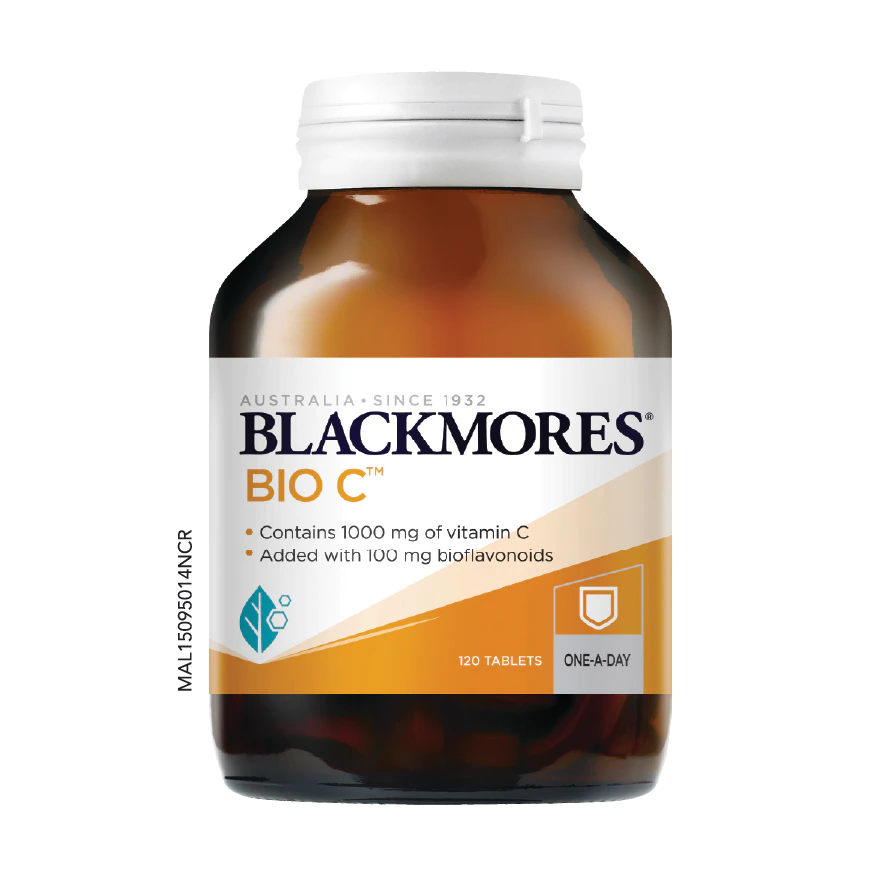 AUSTRALIA • SINCE 1932
BLACKMORES®
BIO C™
• Contains 1000 mg of vitamin C
• Added with 100 mg bioflavonoids
120 TABLETS
ONE-A-DAY
MAL15095014NCR